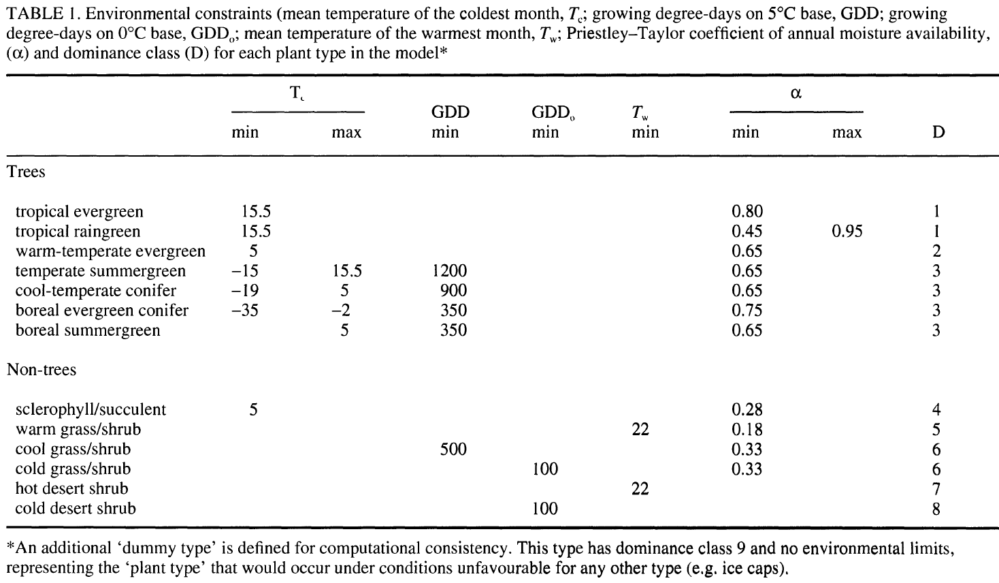 TABLE 1. Environmental constraints (mean temperature of the coldest month, Tc; growing degree-days on 5°C base, GDD; growing
degree-days on 0°C base, GDDo; mean temperature of the warmest month, Tw; Priestley–Taylor coefficient of annual moisture availability,
(α) and dominance class (D) for each plant type in the model*
Tc α
GDD GDDo Tw
min max min min min min max D
Trees
tropical evergreen 15.5 0.80 1
tropical raingreen 15.5 0.45 0.95 1
warm-temperate evergreen 5 0.65 2
temperate summergreen –15 15.5 1200 0.65 3
cool-temperate conifer –19 5 900 0.65 3
boreal evergreen conifer –35 –2 350 0.75 3
boreal summergreen 5 350 0.65 3
Non-trees
sclerophyll/succulent 5 0.28 4
warm grass/shrub 22 0.18 5
cool grass/shrub 500 0.33 6
cold grass/shrub 100 0.33 6
hot desert shrub 22 7
cold desert shrub 100 8
*An additional ‘dummy type’ is defined for computational consistency. This type has dominance class 9 and no environmental limits,
representing the ‘plant type’ that would occur under conditions unfavourable for any other type (e.g. ice caps).